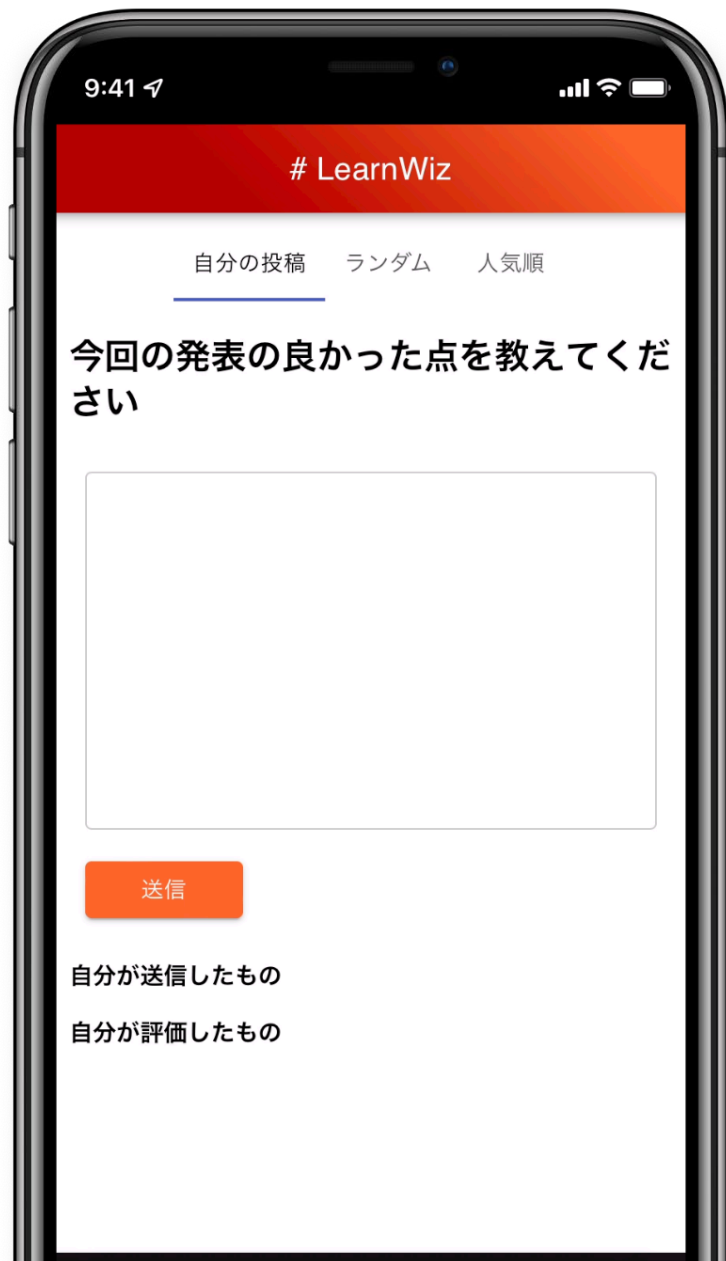 9:41
# LearnWiz
自分の投稿 ランダム 人気順
今回の発表の良かった点を教えてくだ
さい
送信
自分が送信したもの
自分が評価したもの